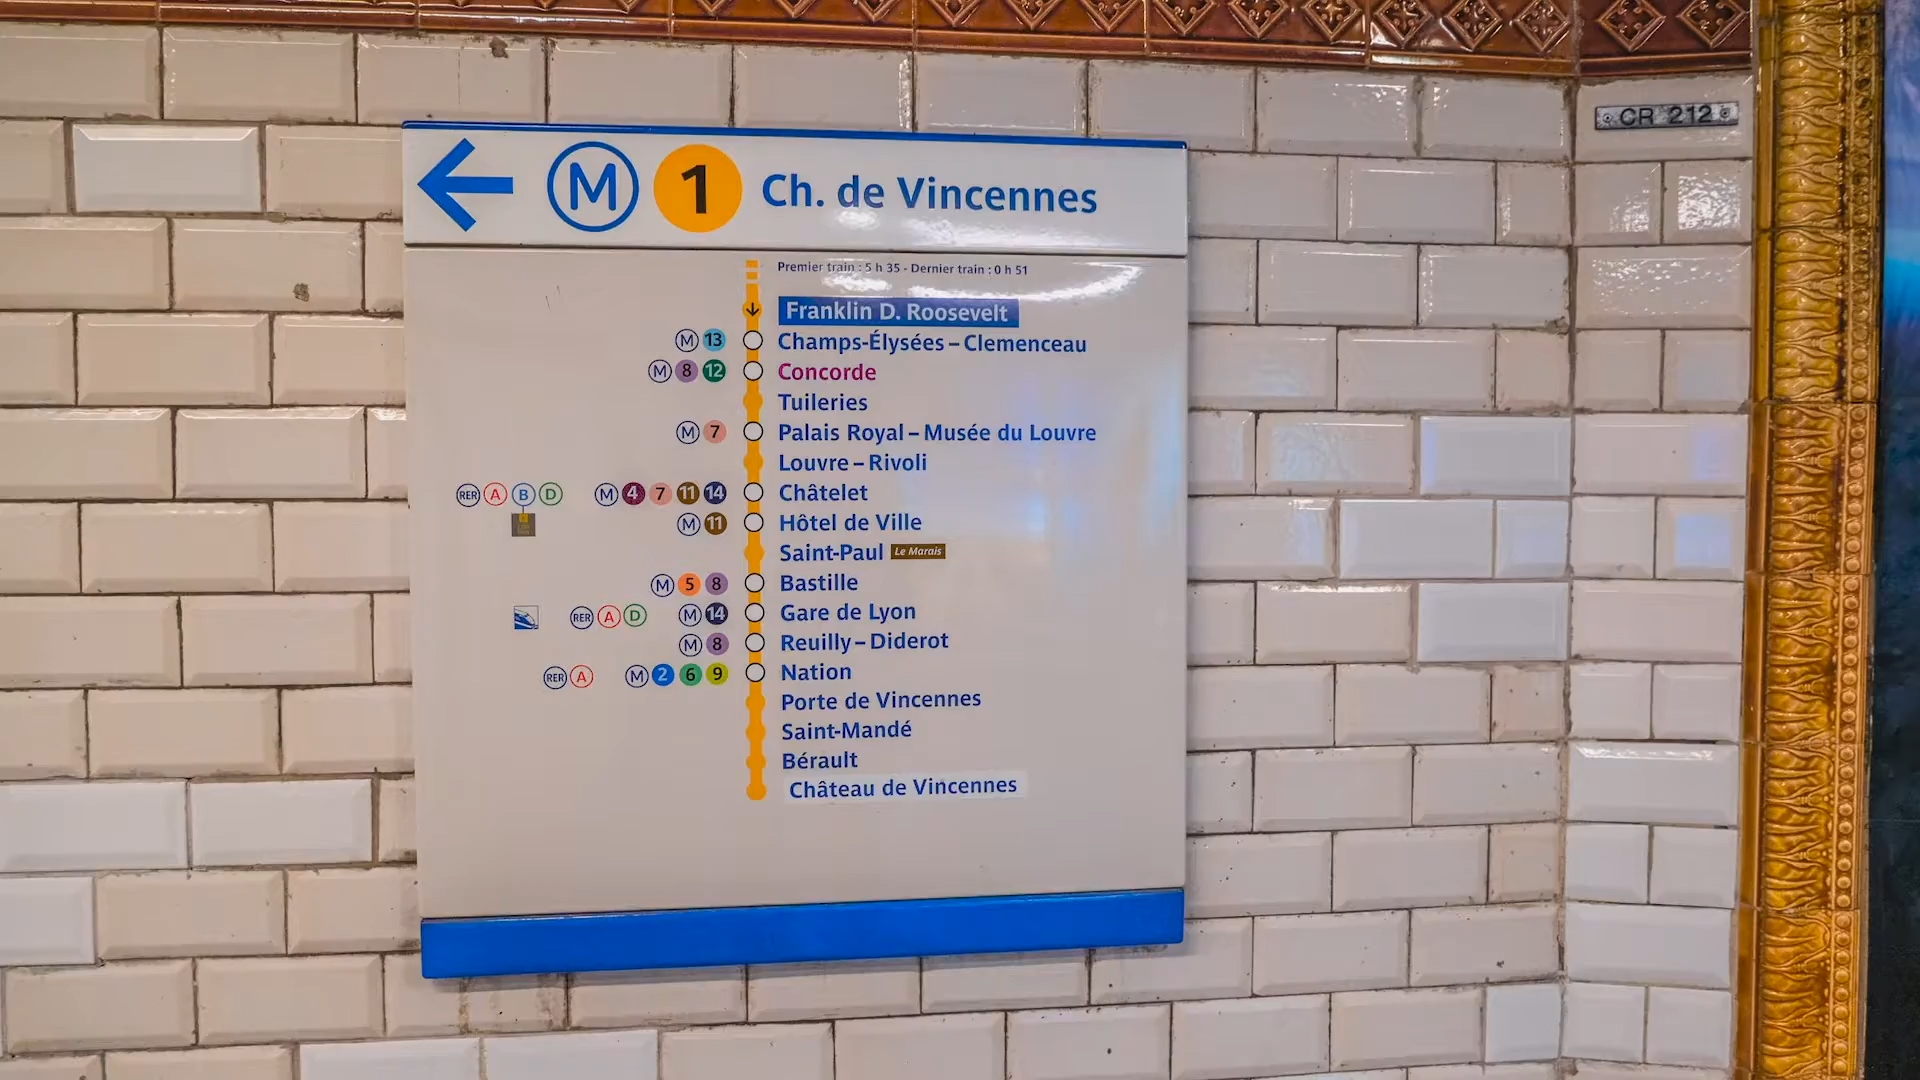 CR 212
M 1 Ch. de Vincennes
Premier train : 5 h 35 - Dernier train : 0 h 51
Franklin D. Roosevelt
M 13 Champs-Élysées – Clemenceau
M 8 12 Concorde
Tuileries
M 7 Palais Royal – Musée du Louvre
Louvre – Rivoli
RER A B D M 4 7 11 14 Châtelet
M 11 Hôtel de Ville
Saint-Paul Le Marais
M 5 8 Bastille
RER A D M 14 Gare de Lyon
M 8 Reuilly – Diderot
RER A M 2 6 9 Nation
Porte de Vincennes
Saint-Mandé
Bérault
Château de Vincennes